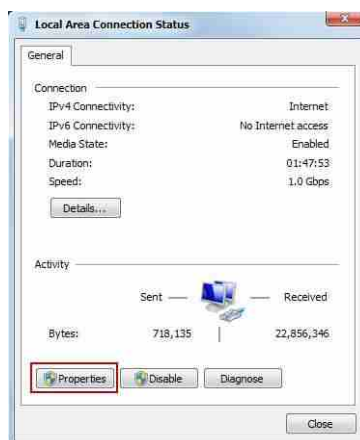 Local Area Connection Status
General
Connection
IPv4 Connectivity: Internet
IPv6 Connectivity: No Internet access
Media State: Enabled
Duration: 01:47:53
Speed: 1.0 Gbps
Details...
Activity
Sent Received
Bytes: 718,135 22,856,346
Properties Disable Diagnose
Close